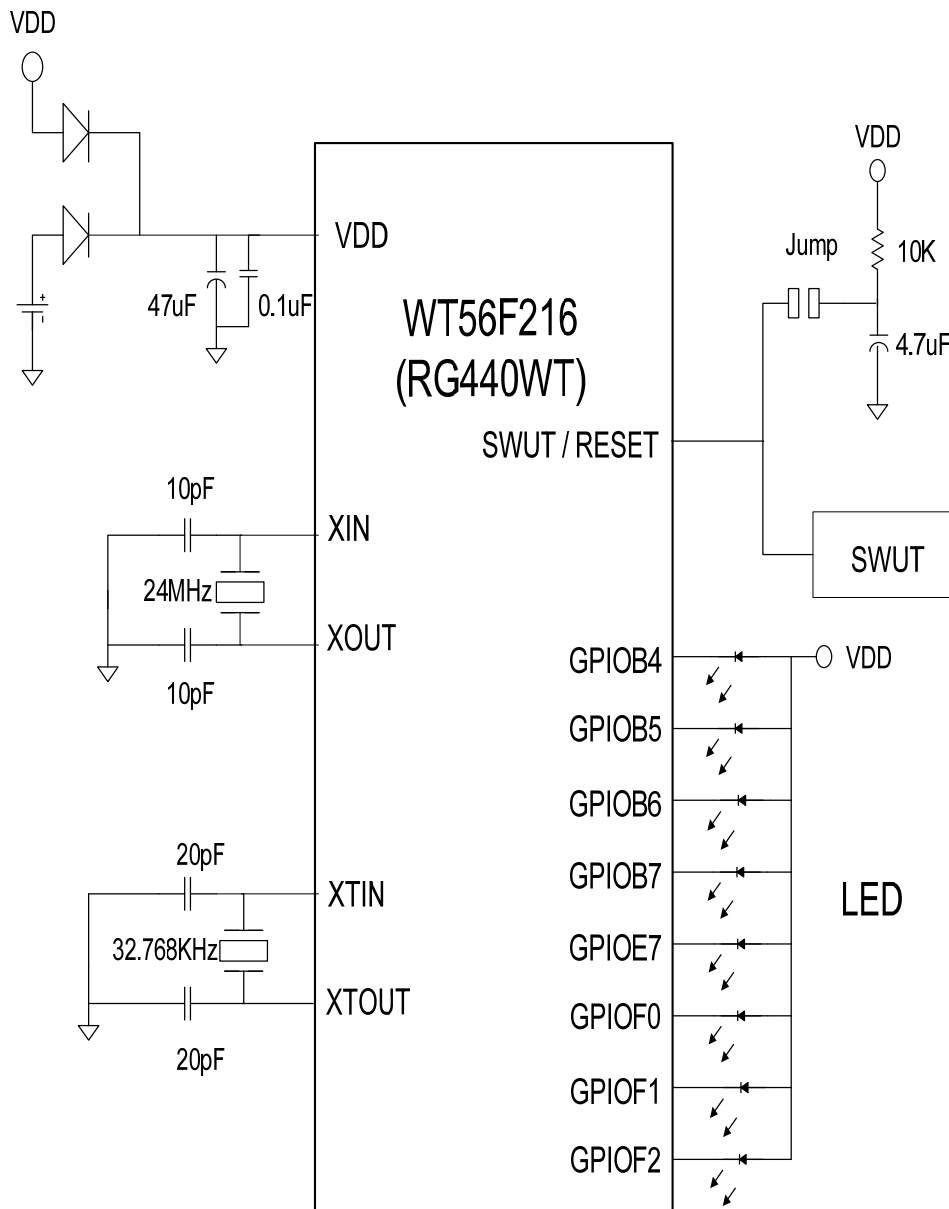 VDD
VDD
47uF
0.1uF
+
-
WT56F216
(RG440WT)
VDD
Jump
10K
4.7uF
SWUT / RESET
SWUT
10pF
XIN
24MHz
XOUT
10pF
GPIOB4
VDD
GPIOB5
GPIOB6
GPIOB7
LED
GPIOE7
GPIOF0
GPIOF1
GPIOF2
20pF
XTIN
32.768KHz
XTOUT
20pF